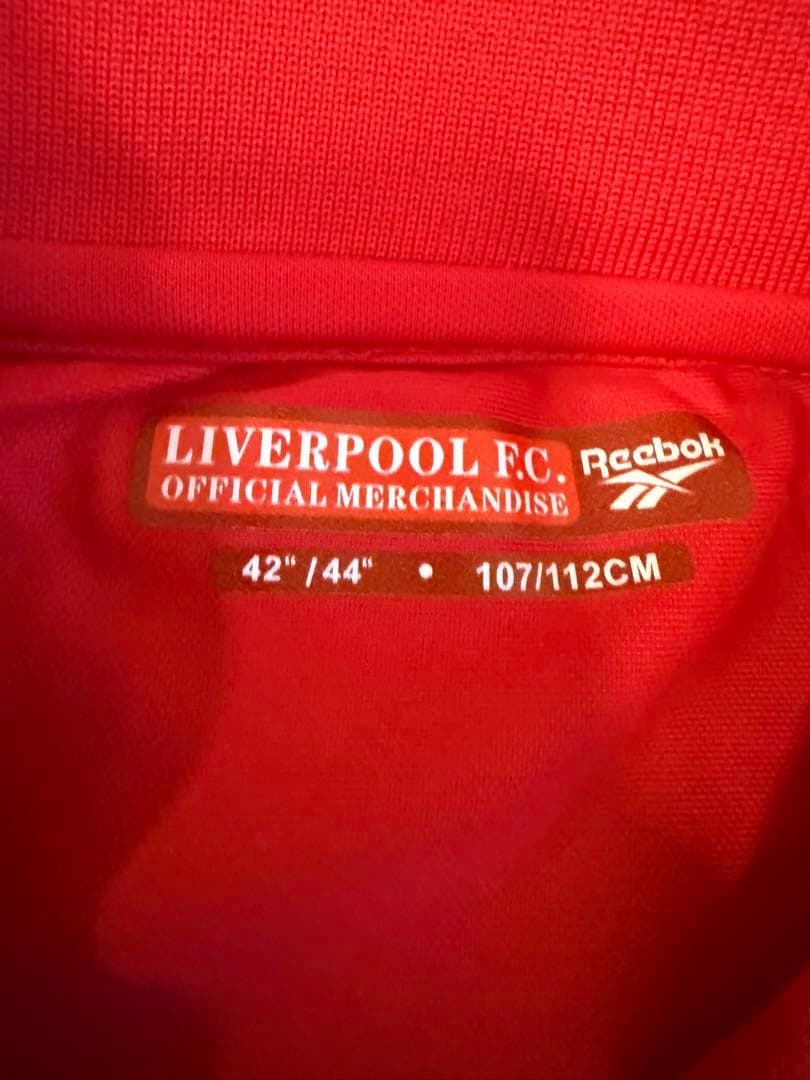 LIVERPOOL F.C. Reebok
OFFICIAL MERCHANDISE
42" / 44" • 107/112CM